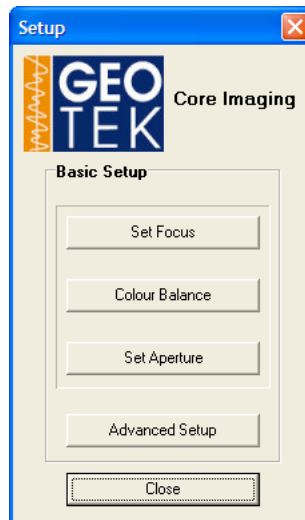 Setup
GEO
TEK
Core Imaging
Basic Setup
Set Focus
Colour Balance
Set Aperture
Advanced Setup
Close